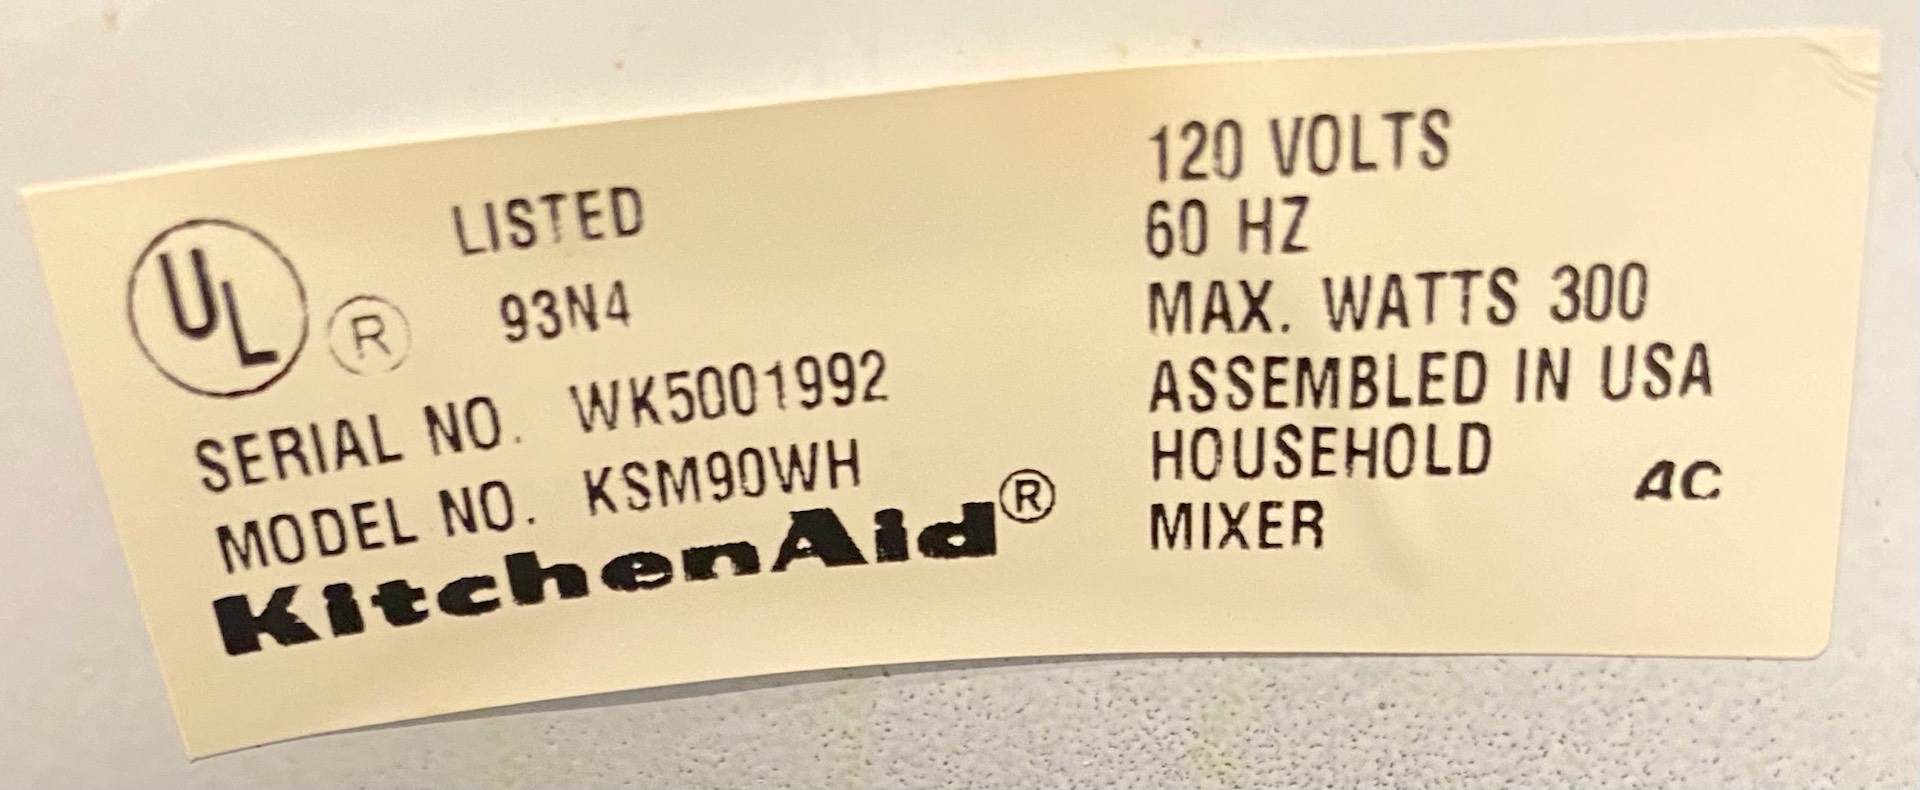 UL ® LISTED
93N4
SERIAL NO. WK5001992
MODEL NO. KSM90WH
KitchenAid®
120 VOLTS
60 HZ
MAX. WATTS 300
ASSEMBLED IN USA
HOUSEHOLD
AC
MIXER